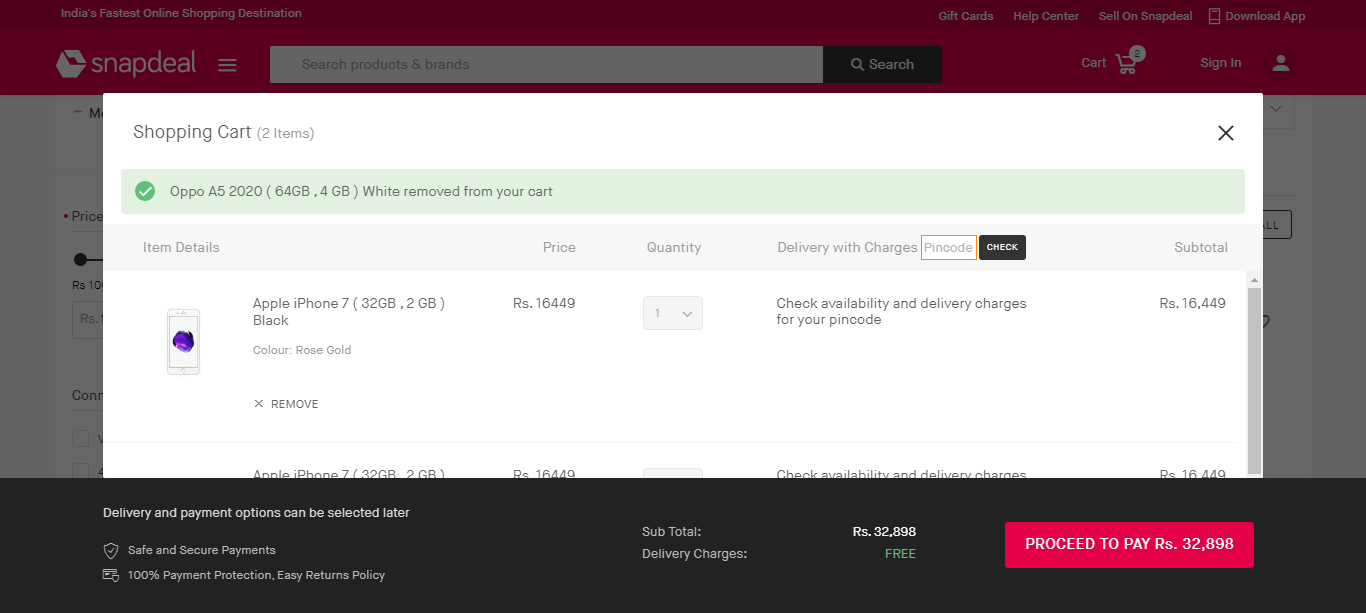 India's Fastest Online Shopping Destination
Gift Cards Help Center Sell On Snapdeal Download App
snapdeal
Search products & brands
Search
Cart 2
Sign In
Shopping Cart (2 Items)
Oppo A5 2020 ( 64GB , 4 GB ) White removed from your cart
Price
Rs.
Item Details Price Quantity Delivery with Charges Pincode CHECK Subtotal
Apple iPhone 7 ( 32GB , 2 GB ) Black
Rs. 16449
1
Check availability and delivery charges
for your pincode
Rs. 16,449
Colour: Rose Gold
REMOVE
Apple iPhone 7 ( 32GB , 2 GB )
Rs. 16449
Check availability and delivery charges
Rs. 16,449
Delivery and payment options can be selected later
Safe and Secure Payments
100% Payment Protection, Easy Returns Policy
Sub Total: Rs. 32,898
Delivery Charges: FREE
PROCEED TO PAY Rs. 32,898